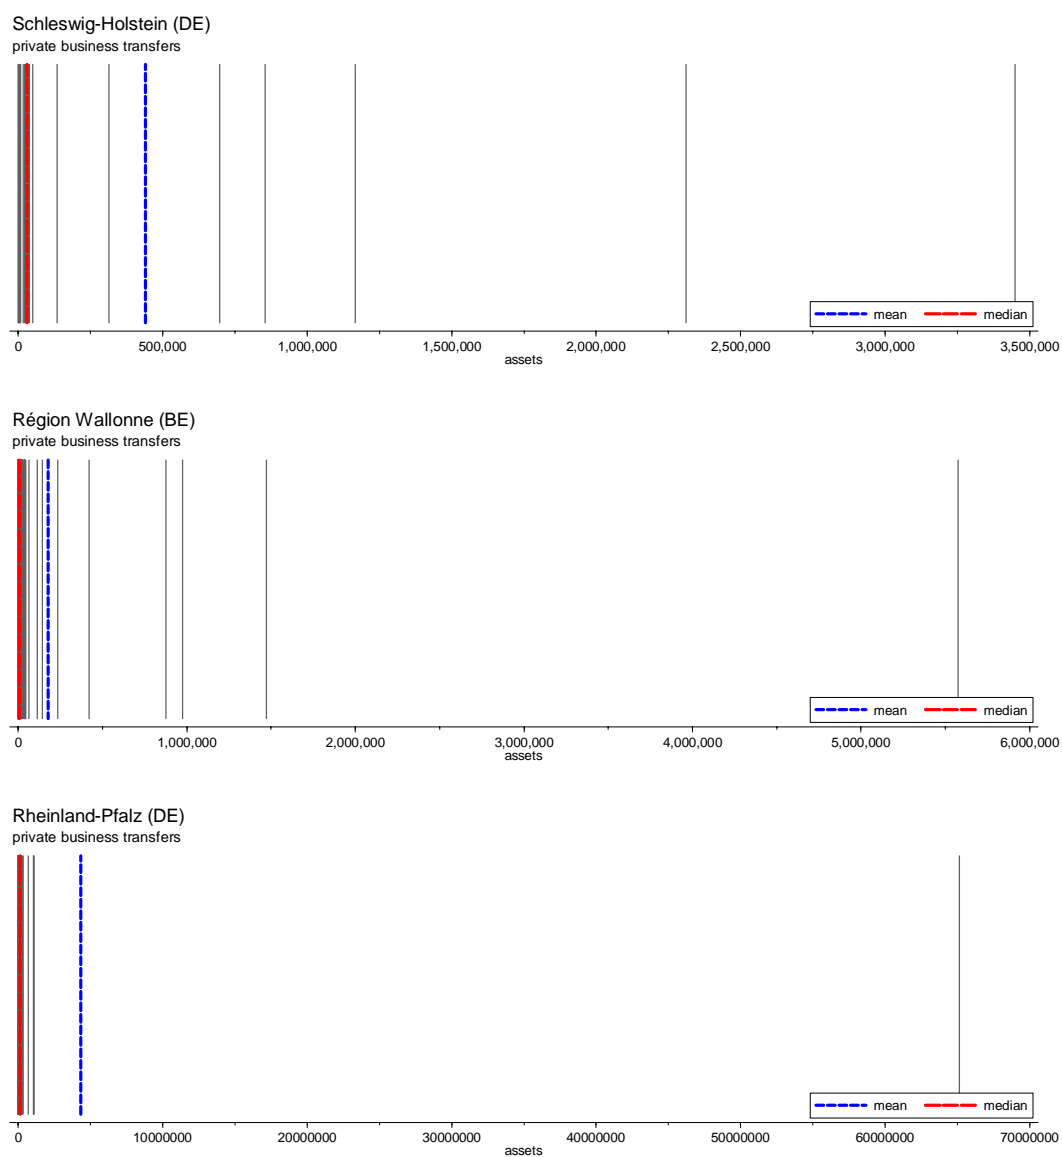 Schleswig-Holstein (DE)
private business transfers
mean median
0 500,000 1,000,000 1,500,000 2,000,000 2,500,000 3,000,000 3,500,000
assets
Région Wallonne (BE)
private business transfers
mean median
0 1,000,000 2,000,000 3,000,000 4,000,000 5,000,000 6,000,000
assets
Rheinland-Pfalz (DE)
private business transfers
mean median
0 10000000 20000000 30000000 40000000 50000000 60000000 70000000
assets